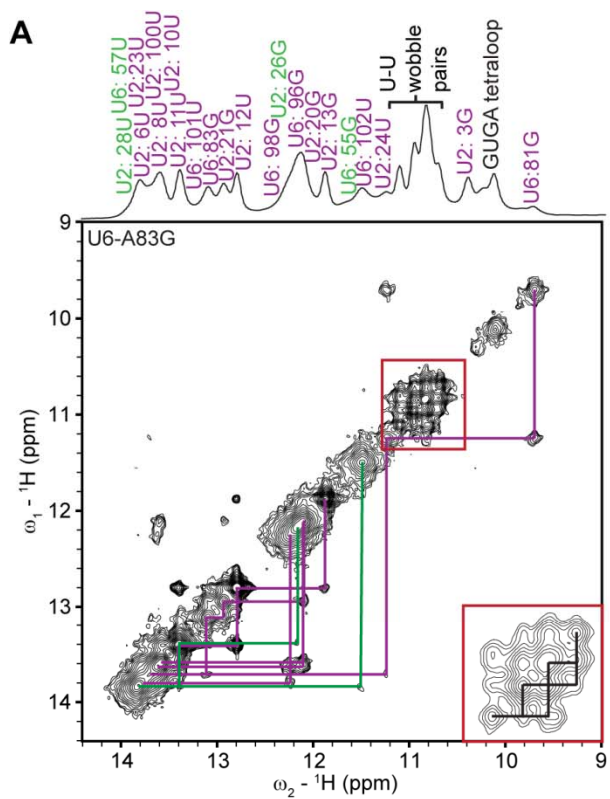 A
U2: 28U U6: 57U
U2: 6U U2:23U
U2: 8U U2: 100U
U2: 11U U2: 10U
U6: 101U
U6:83G
U2:21G
U2: 12U
U6: 98G
U2: 26G
U6: 96G
U2:20G
U2: 13G
U6: 55G
U6: 102U
U2:24U
U-U
wobble
pairs
U2: 3G
GUGA tetraloop
U6:81G
U6-A83G
9
10
11
12
13
14
ω1 - 1H (ppm)
14 13 12 11 10 9
ω2 - 1H (ppm)